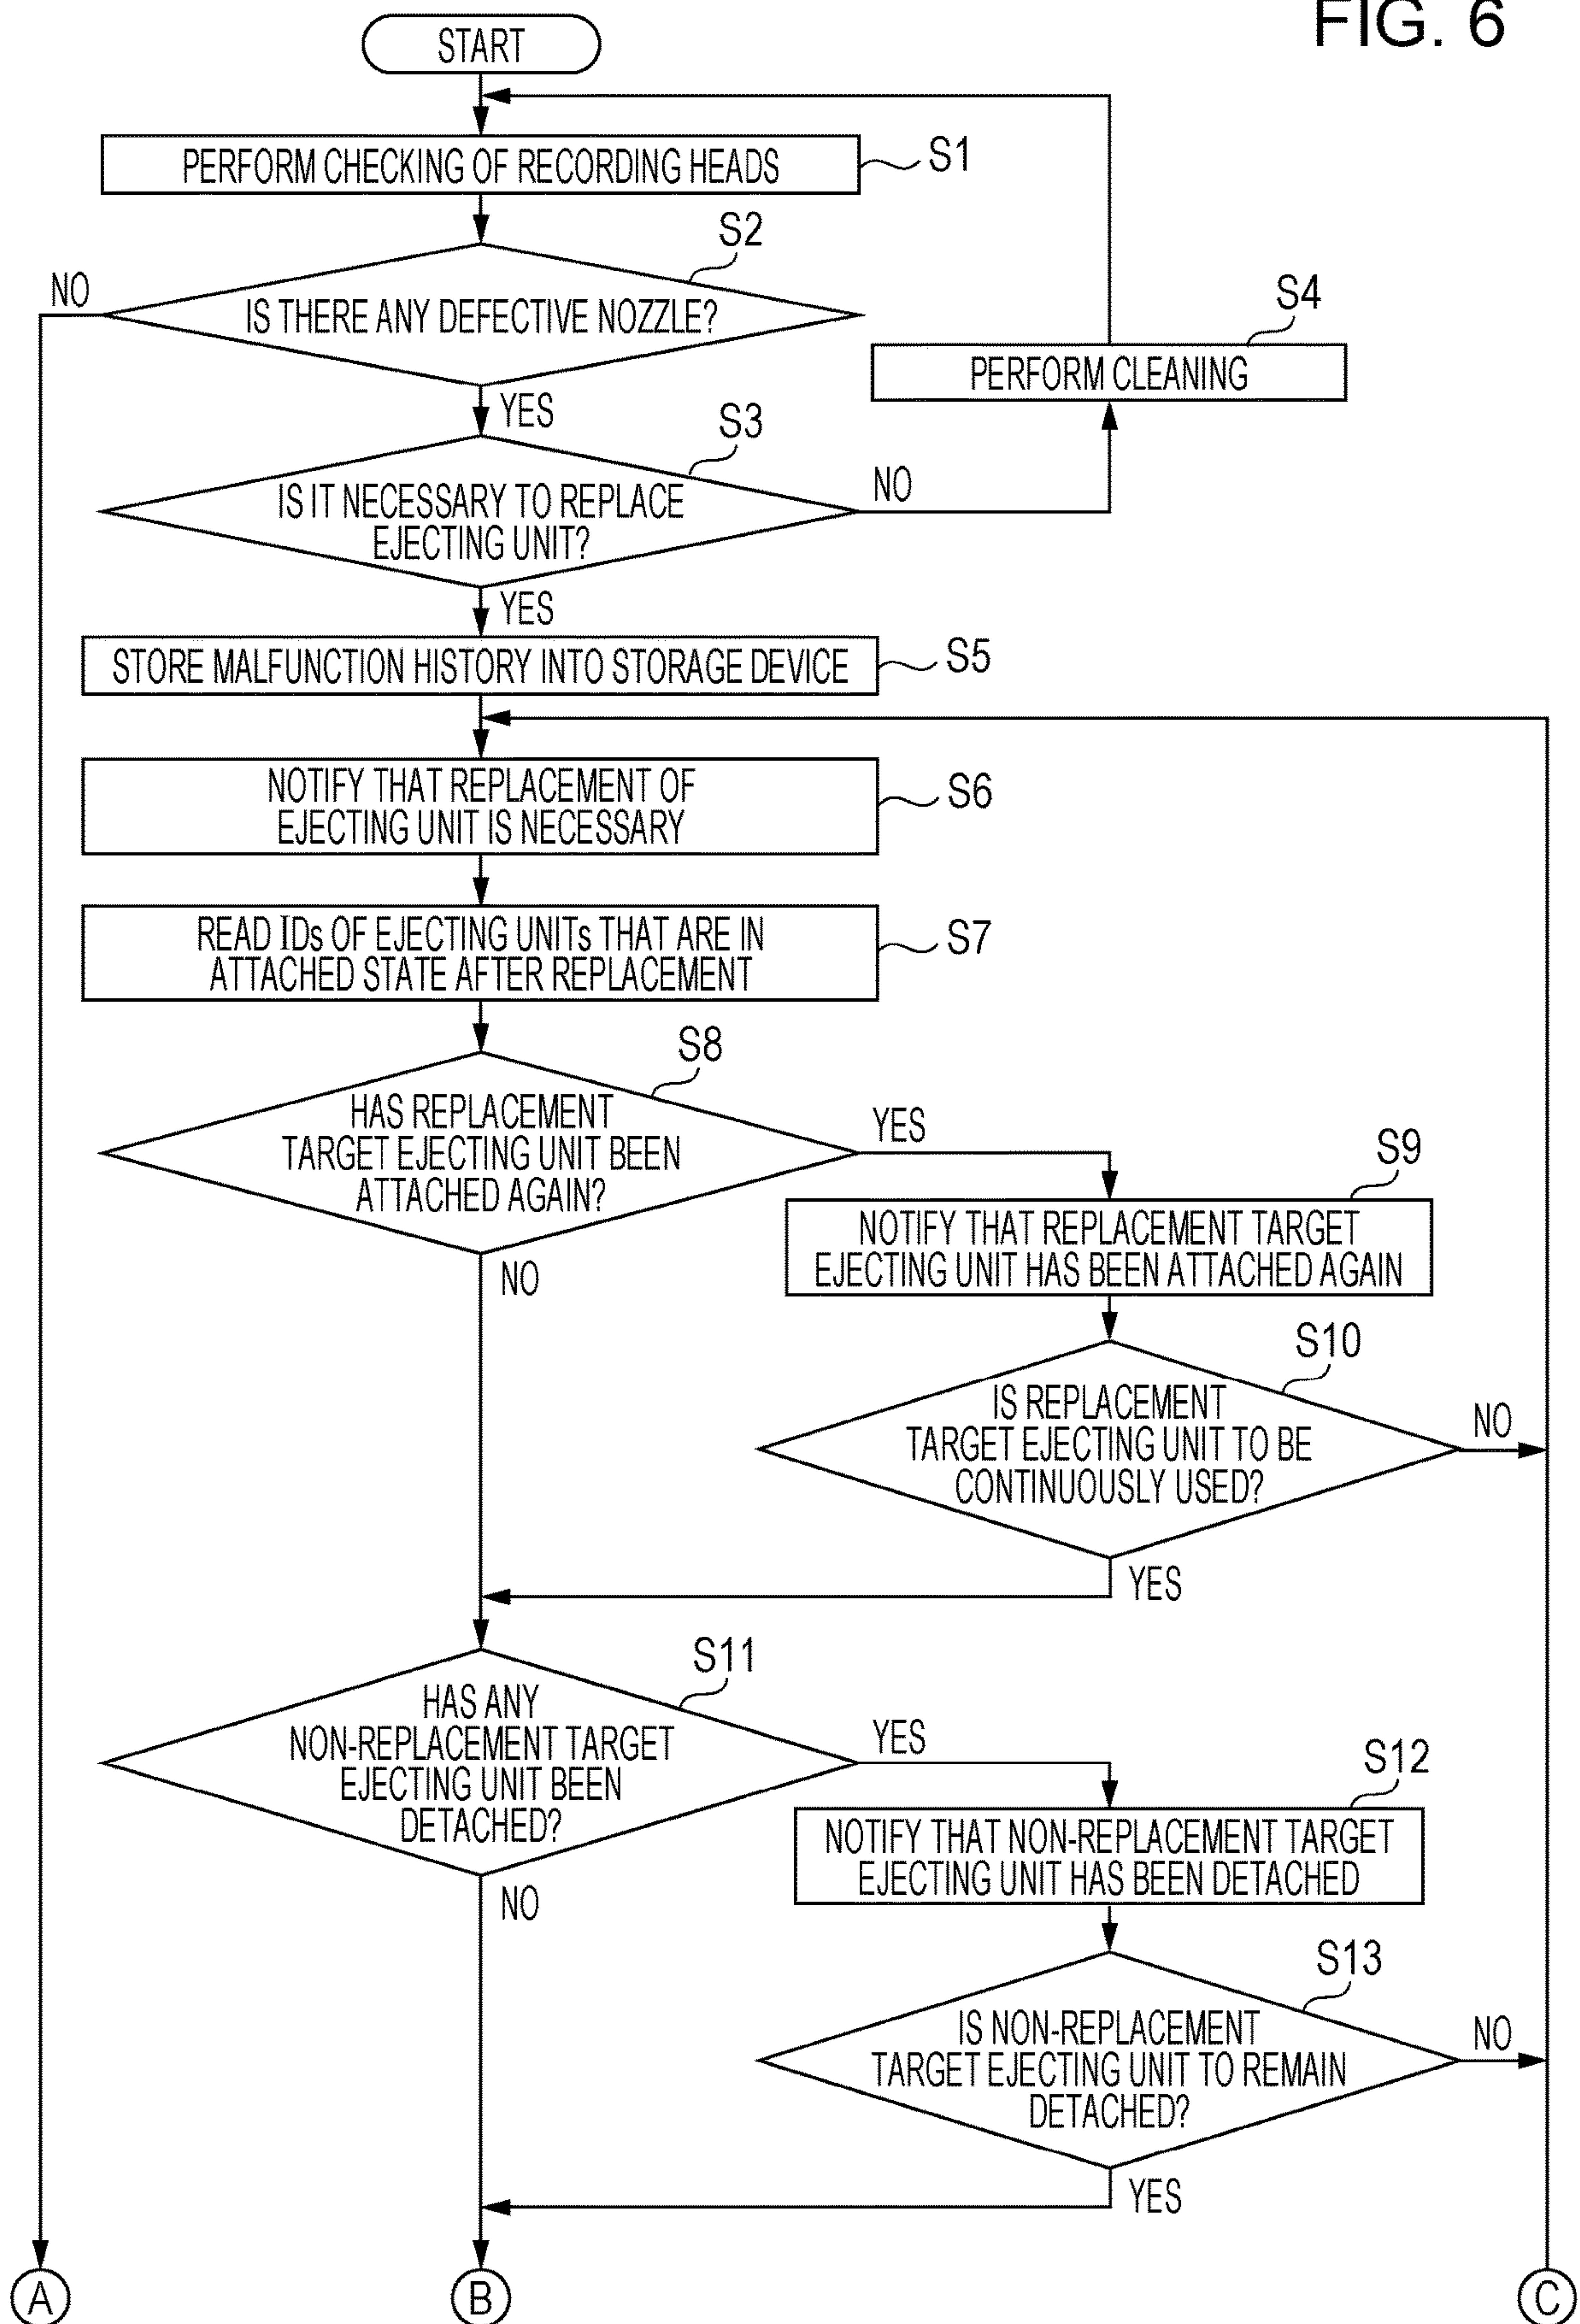 FIG. 6
START
PERFORM CHECKING OF RECORDING HEADS
S1
S2
NO
IS THERE ANY DEFECTIVE NOZZLE?
S4
PERFORM CLEANING
YES
S3
IS IT NECESSARY TO REPLACE
EJECTING UNIT?
NO
YES
STORE MALFUNCTION HISTORY INTO STORAGE DEVICE
S5
NOTIFY THAT REPLACEMENT OF
EJECTING UNIT IS NECESSARY
S6
READ IDs OF EJECTING UNITs THAT ARE IN
ATTACHED STATE AFTER REPLACEMENT
S7
S8
HAS REPLACEMENT
TARGET EJECTING UNIT BEEN
ATTACHED AGAIN?
YES
NO
S9
NOTIFY THAT REPLACEMENT TARGET
EJECTING UNIT HAS BEEN ATTACHED AGAIN
S10
IS REPLACEMENT
TARGET EJECTING UNIT TO BE
CONTINUOUSLY USED?
NO
YES
S11
HAS ANY
NON-REPLACEMENT TARGET
EJECTING UNIT BEEN
DETACHED?
YES
NO
S12
NOTIFY THAT NON-REPLACEMENT TARGET
EJECTING UNIT HAS BEEN DETACHED
S13
IS NON-REPLACEMENT
TARGET EJECTING UNIT TO REMAIN
DETACHED?
NO
YES
A
B
C